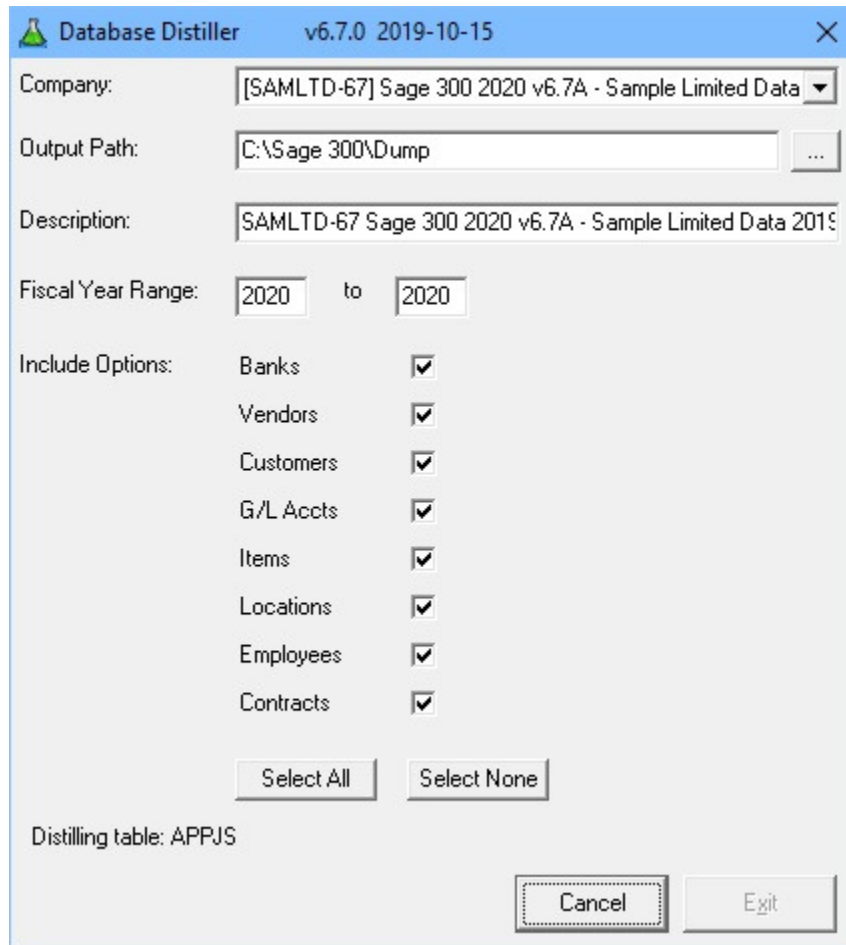 Database Distiller v6.7.0 2019-10-15
Company: [SAMLTD-67] Sage 300 2020 v6.7A - Sample Limited Data
Output Path: C:\Sage 300\Dump ...
Description: SAMLTD-67 Sage 300 2020 v6.7A - Sample Limited Data 2019
Fiscal Year Range: 2020 to 2020
Include Options: Banks
Vendors
Customers
G/L Accts
Items
Locations
Employees
Contracts
Select All Select None
Distilling table: APPJS
Cancel Exit